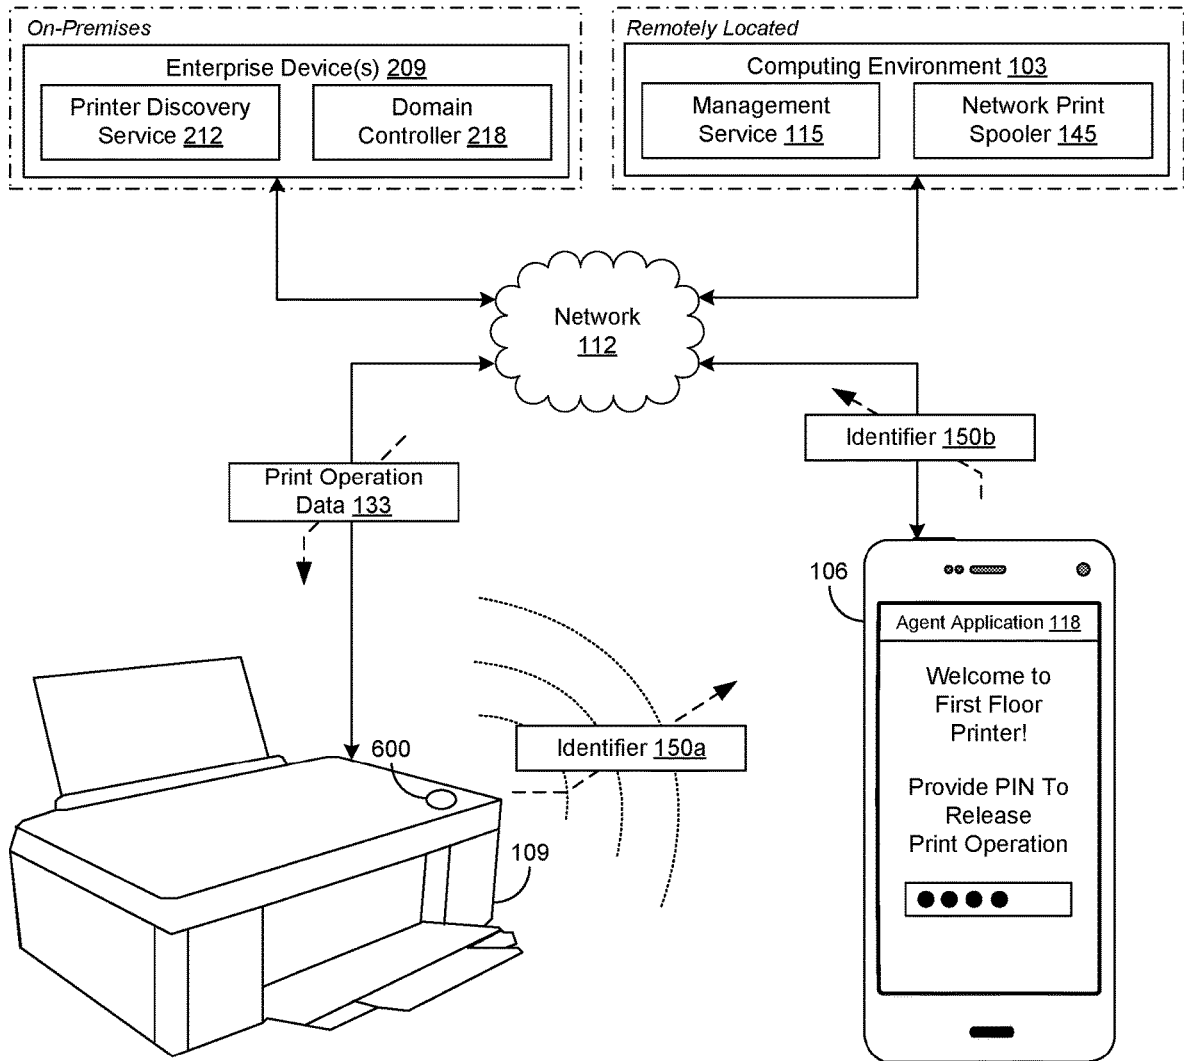 On-Premises
Enterprise Device(s) 209
Printer Discovery
Service 212
Domain
Controller 218
Remotely Located
Computing Environment 103
Management
Service 115
Network Print
Spooler 145
Network
112
Identifier 150b
Print Operation
Data 133
106
Agent Application 118
Welcome to
First Floor
Printer!
Provide PIN To
Release
Print Operation
600
Identifier 150a
109